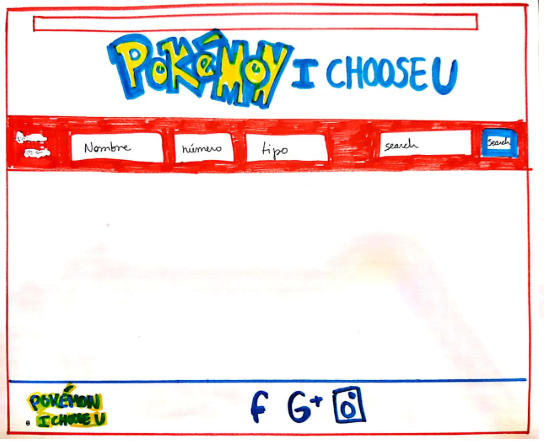 POKÉMON I CHOOSE U
Nombre número tipo search search
POKÉMON
I CHOOSE U
f G+